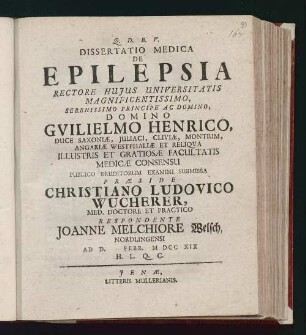 Q. D. B. V.
DISSERTATIO MEDICA
DE
EPILEPSIA
RECTORE HUJUS UNIVERSITATIS
MAGNIFICENTISSIMO,
SERENISSIMO PRINCIPE AC DOMINO,
DOMINO
GVILIELMO HENRICO,
DUCE SAXONIÆ, JULIACI, CLIVIÆ, MONTIUM,
ANGARIÆ WESTPHALIÆ ET RELIQVA
ILLUSTRIS ET GRATIOSÆ FACULTATIS
MEDICÆ CONSENSU
PUBLICO ERUDITORUM EXAMINI SUBMISSA
PRÆSIDE
CHRISTIANO LUDOVICO
WUCHERER,
MED. DOCTORE ET PRACTICO
RESPONDENTE
JOANNE MELCHIORE Welsch,
NORDLINGENSI
AD D. FEBR. M DCC XIX
H. L. Q. C.
JENÆ,
LITTERIS MULLERIANIS.